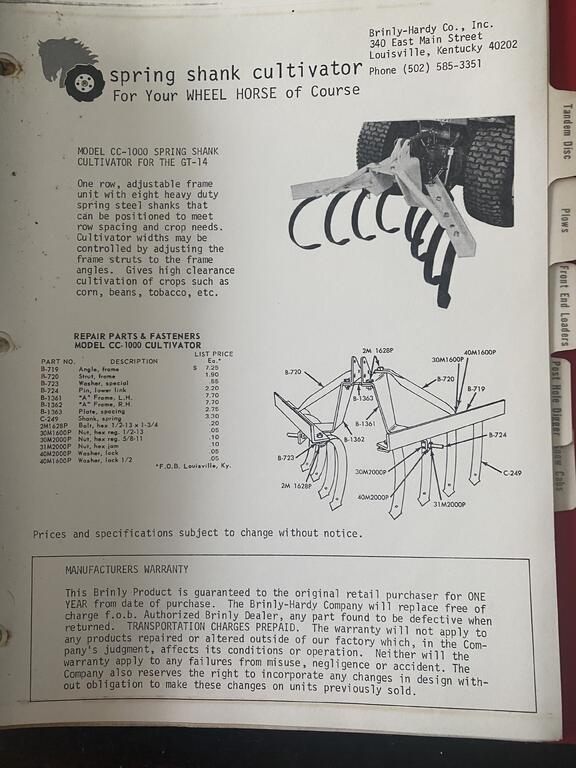 Brinly-Hardy Co., Inc.
340 East Main Street
Louisville, Kentucky 40202
Phone (502) 585-3351
spring shank cultivator
For Your WHEEL HORSE of Course
MODEL CC-1000 SPRING SHANK
CULTIVATOR FOR THE GT-14
One row, adjustable frame
unit with eight heavy duty
spring steel shanks that
can be positioned to meet
row spacing and crop needs.
Cultivator widths may be
controlled by adjusting the
frame struts to the frame
angles. Gives high clearance
cultivation of crops such as
corn, beans, tobacco, etc.
REPAIR PARTS & FASTENERS
MODEL CC-1000 CULTIVATOR
PART NO. DESCRIPTION LIST PRICE Ea.*
B-719 Angle, frame $ 7.25
B-720 Strut, frame 1.90
B-723 Washer, special .85
B-724 Pin, lower link 2.20
B-1361 "A" Frame, L.H. 7.70
B-1362 "A" Frame, R.H. 7.70
B-1363 Plate, spacing 2.75
C-249 Shank, spring 3.30
2M1628P Bolt, hex 1/2-13 x 1-3/4 .20
30M1600P Nut, hex reg. 1/2-13 .05
30M2000P Nut, hex reg. 5/8-11 .10
31M2000P Nut, hex jam .10
40M2000P Washer, lock .05
40M1600P Washer, lock 1/2 .05
*F.O.B. Louisville, Ky.
2M 1628P
40M1600P
30M1600P
B-720
B-720
B-719
B-1363
B-1361
B-1362
B-724
B-723
C-249
30M2000P
2M 1628P
40M2000P
31M2000P
Prices and specifications subject to change without notice.
MANUFACTURERS WARRANTY
This Brinly Product is guaranteed to the original retail purchaser for ONE
YEAR from date of purchase. The Brinly-Hardy Company will replace free of
charge f.o.b. Authorized Brinly Dealer, any part found to be defective when
returned. TRANSPORTATION CHARGES PREPAID. The warranty will not apply to
any products repaired or altered outside of our factory which, in the Com-
pany's judgment, affects its conditions or operation. Neither will the
warranty apply to any failures from misuse, negligence or accident. The
Company also reserves the right to incorporate any changes in design with-
out obligation to make these changes on units previously sold.
Tandem Disc
Plows
Front End Loaders
Post Hole Digger
Snow Cabs